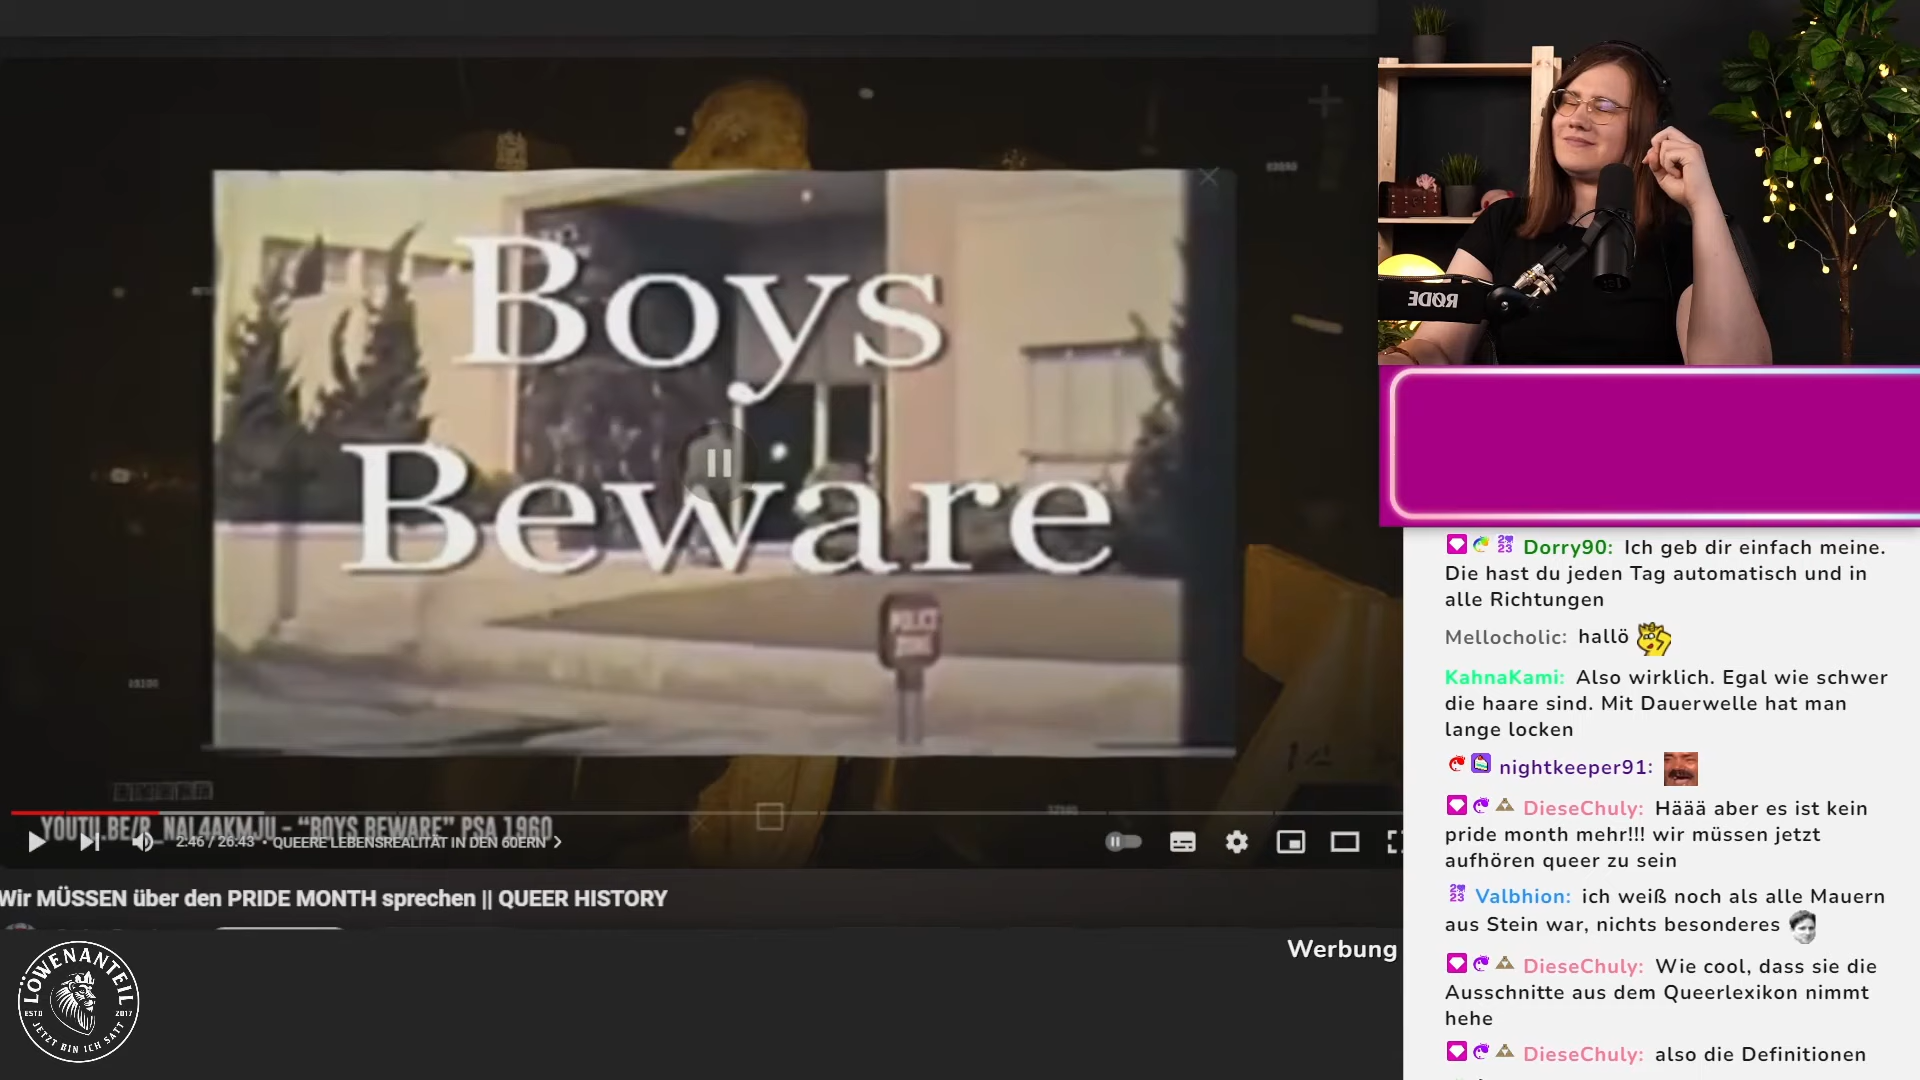 Boys
Beware
POLICE
ZONE
YOUTU.BE/R_NAL4AKMJU - “BOYS BEWARE” PSA 1960
2:46 / 26:43 • QUEERE LEBENSREALITÄT IN DEN 60ERN
Wir MÜSSEN über den PRIDE MONTH sprechen || QUEER HISTORY
Werbung
LÖWENANTEIL
ESTD 2017
JETZT BIN ICH SATT
RØDE
Dorry90: Ich geb dir einfach meine.
Die hast du jeden Tag automatisch und in
alle Richtungen
Mellocholic: hallö
KahnaKami: Also wirklich. Egal wie schwer
die haare sind. Mit Dauerwelle hat man
lange locken
nightkeeper91:
DieseChuly: Häää aber es ist kein
pride month mehr!!! wir müssen jetzt
aufhören queer zu sein
Valbhion: ich weiß noch als alle Mauern
aus Stein war, nichts besonderes
DieseChuly: Wie cool, dass sie die
Ausschnitte aus dem Queerlexikon nimmt
hehe
DieseChuly: also die Definitionen